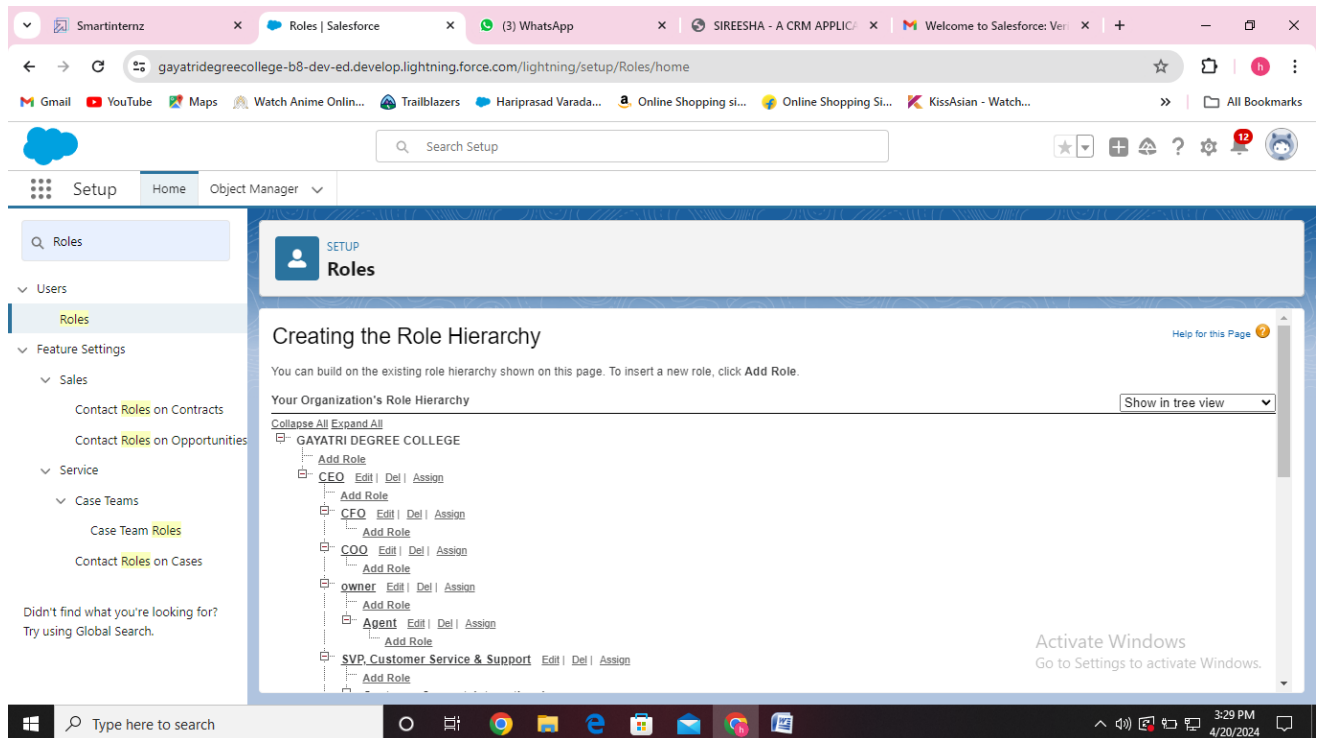 Smartinternz
Roles | Salesforce
(3) WhatsApp
SIREESHA - A CRM APPLICA
Welcome to Salesforce: Veri
gayatridegreecollege-b8-dev-ed.develop.lightning.force.com/lightning/setup/Roles/home
h
Gmail
YouTube
Maps
Watch Anime Onlin...
Trailblazers
Hariprasad Varada...
Online Shopping si...
Online Shopping Si...
KissAsian - Watch...
»
All Bookmarks
Search Setup
12
Setup
Home
Object Manager
Roles
Users
Roles
Feature Settings
Sales
Contact Roles on Contracts
Contact Roles on Opportunities
Service
Case Teams
Case Team Roles
Contact Roles on Cases
Didn't find what you're looking for?
Try using Global Search.
SETUP
Roles
Creating the Role Hierarchy
Help for this Page
You can build on the existing role hierarchy shown on this page. To insert a new role, click Add Role.
Your Organization's Role Hierarchy
Show in tree view
Collapse All Expand All
GAYATRI DEGREE COLLEGE
Add Role
CEO Edit | Del | Assign
Add Role
CFO Edit | Del | Assign
Add Role
COO Edit | Del | Assign
Add Role
owner Edit | Del | Assign
Add Role
Agent Edit | Del | Assign
Add Role
SVP, Customer Service & Support Edit | Del | Assign
Add Role
Activate Windows
Go to Settings to activate Windows.
Type here to search
3:29 PM
4/20/2024